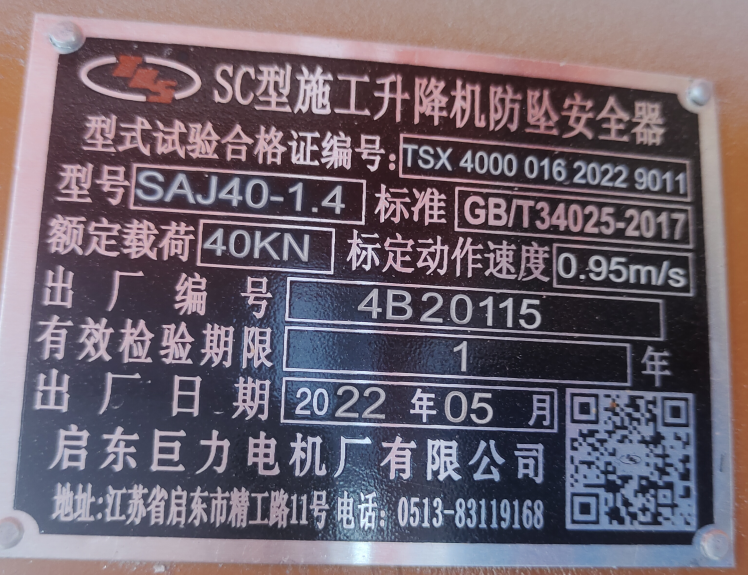 SC型施工升降机防坠安全器
型式试验合格证编号:TSX 4000 016 2022 9011
型号 SAJ40-1.4 标准 GB/T34025-2017
额定载荷 40KN 标定动作速度 0.95m/s
出厂编号 4B20115
有效检验期限 1 年
出厂日期 2022 年 05 月
启东巨力电机厂有限公司
地址:江苏省启东市精工路11号 电话: 0513-83119168